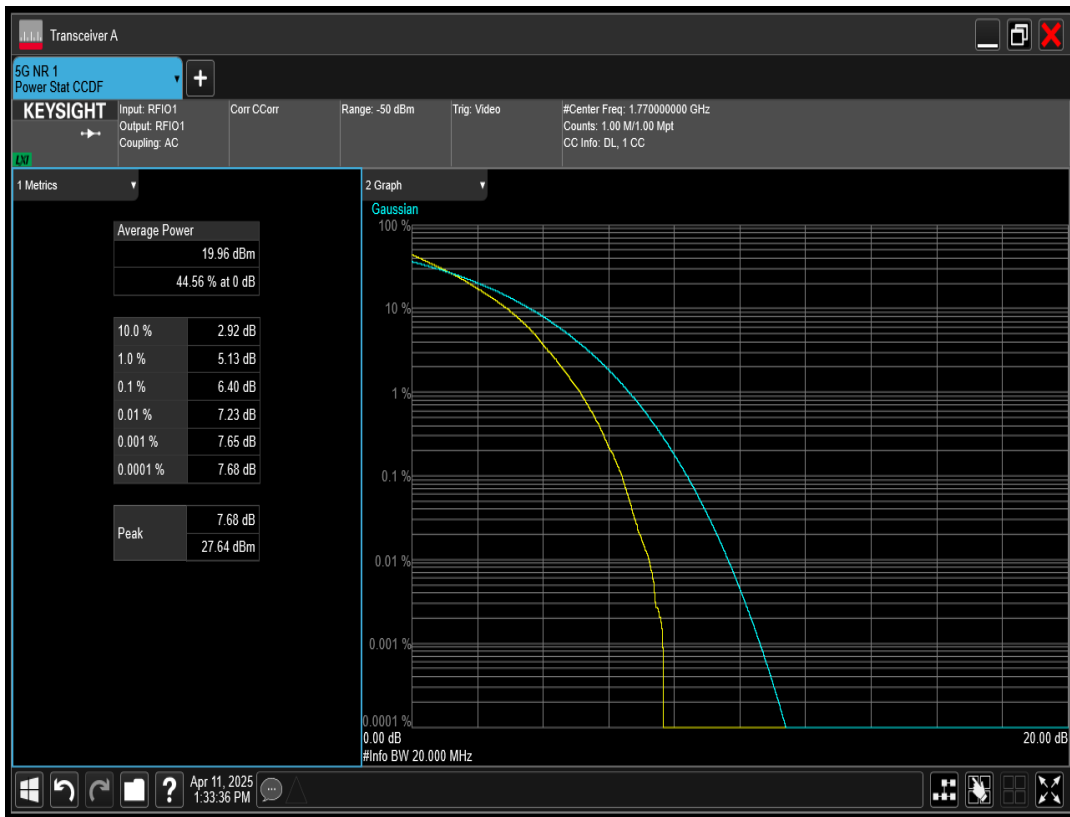 Transceiver A
5G NR 1
Power Stat CCDF
+
KEYSIGHT
LXI
Input: RFIO1
Output: RFIO1
Coupling: AC
Corr CCorr
Range: -50 dBm
Trig: Video
#Center Freq: 1.770000000 GHz
Counts: 1.00 M/1.00 Mpt
CC Info: DL, 1 CC
1 Metrics
Average Power
19.96 dBm
44.56 % at 0 dB
10.0 % 2.92 dB
1.0 % 5.13 dB
0.1 % 6.40 dB
0.01 % 7.23 dB
0.001 % 7.65 dB
0.0001 % 7.68 dB
Peak
7.68 dB
27.64 dBm
2 Graph
Gaussian
100 %
10 %
1 %
0.1 %
0.01 %
0.001 %
0.0001 %
0.00 dB 20.00 dB
#Info BW 20.000 MHz
?
Apr 11, 2025
1:33:36 PM